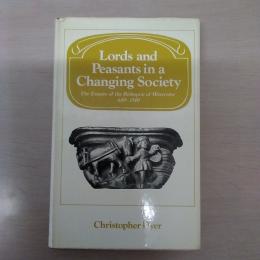 Lords and
Peasants in a
Changing Society
The Estates of the Bishopric of Worcester
680-1540
Christopher Dyer